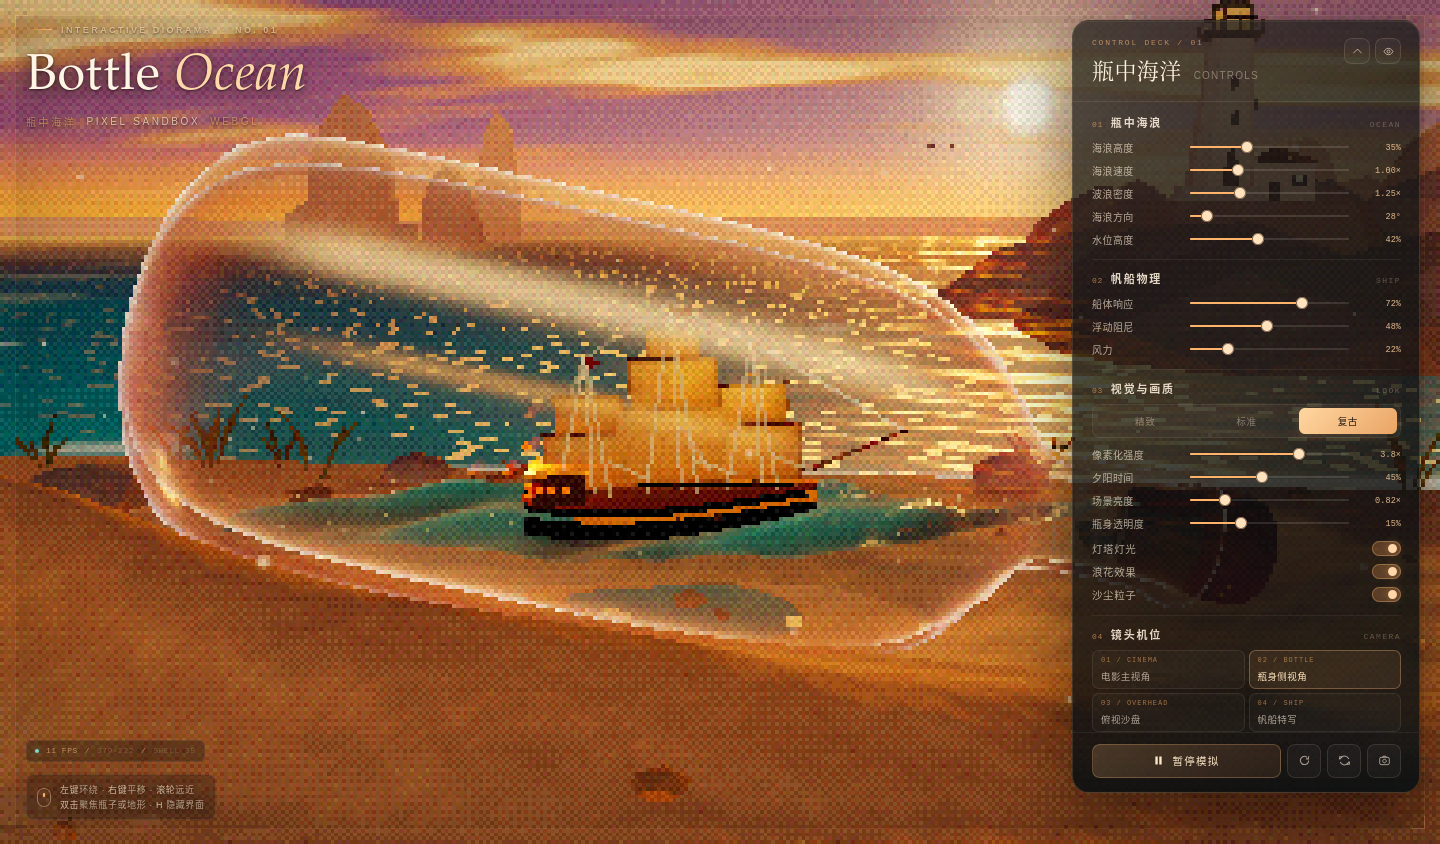 INTERACTIVE DIORAMA NO. 01
Bottle Ocean
瓶中海洋 PIXEL SANDBOX WEBGL
CONTROL DECK / 01
瓶中海洋 CONTROLS
01 瓶中海浪 OCEAN
海浪高度 35%
海浪速度 1.00×
波浪密度 1.25×
海浪方向 28°
水位高度 42%
02 帆船物理 SHIP
船体响应 72%
浮动阻尼 48%
风力 22%
03 视觉与画质 LOOK
精致 标准 复古
像素化强度 3.8×
夕阳时间 45%
场景亮度 0.82×
瓶身透明度 15%
灯塔灯光
浪花效果
沙尘粒子
04 镜头机位 CAMERA
01 / CINEMA
电影主视角
02 / BOTTLE
瓶身侧视角
03 / OVERHEAD
俯视沙盘
04 / SHIP
帆船特写
暂停模拟
11 FPS / 379×222 / SHELL 35
左键环绕 · 右键平移 · 滚轮远近
双击聚焦瓶子或地形 · H 隐藏界面